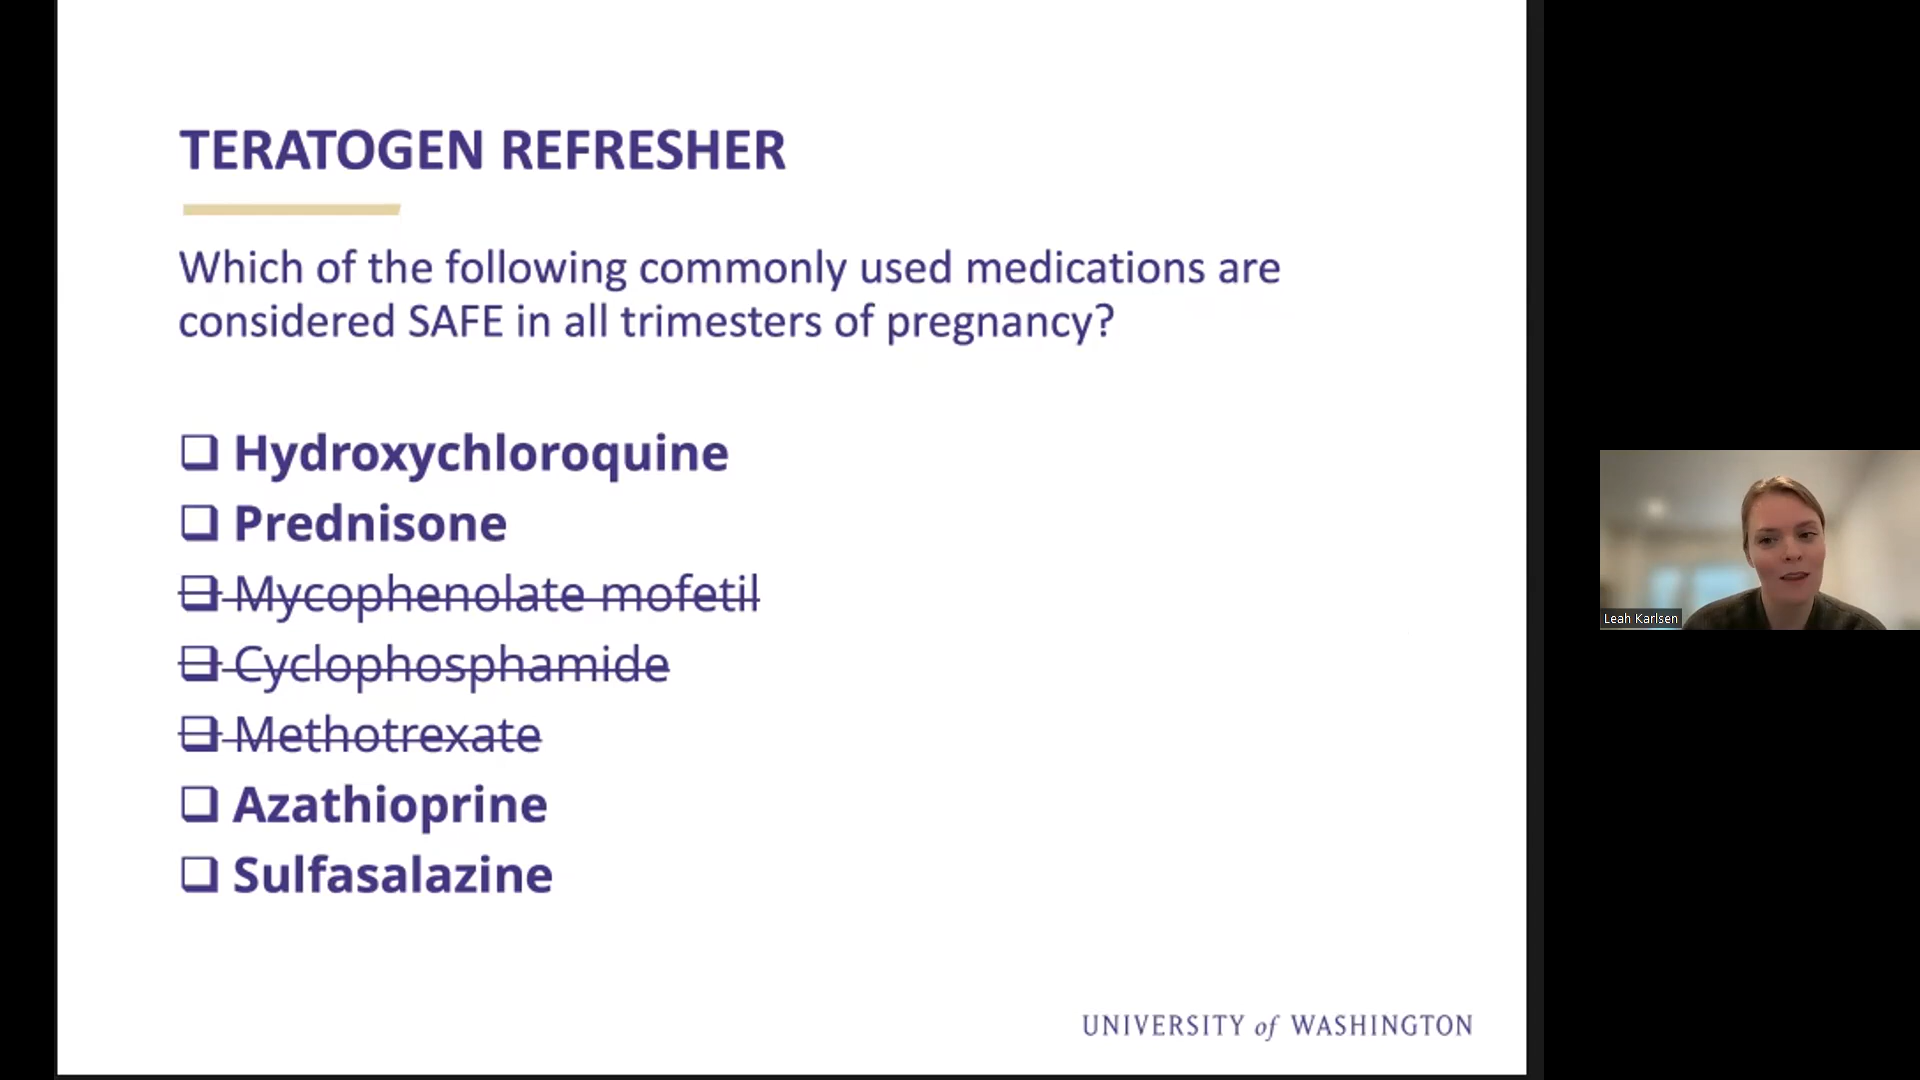 TERATOGEN REFRESHER
Which of the following commonly used medications are
considered SAFE in all trimesters of pregnancy?
Hydroxychloroquine
Prednisone
Mycophenolate mofetil
Cyclophosphamide
Methotrexate
Azathioprine
Sulfasalazine
Leah Karlsen
UNIVERSITY of WASHINGTON